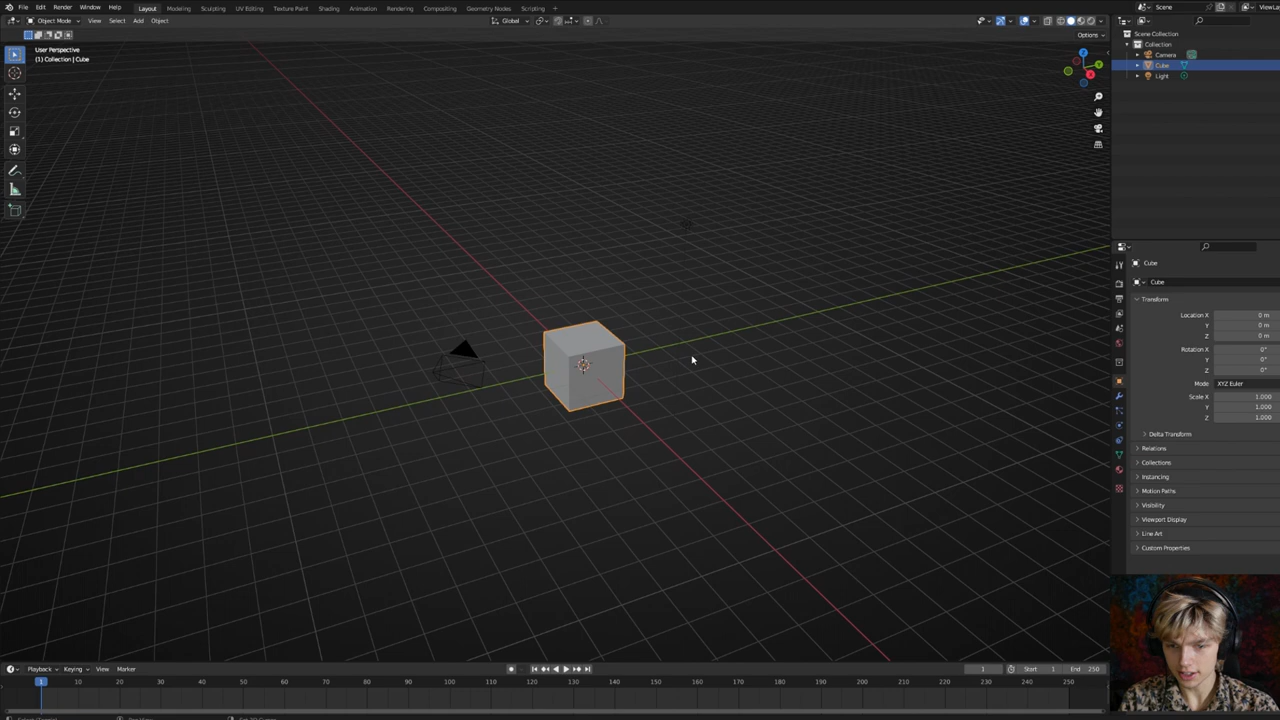 File Edit Render Window Help Layout Modeling Sculpting UV Editing Texture Paint Shading Animation Rendering Compositing Geometry Nodes Scripting Scene
Object Mode View Select Add Object Global
Options
User Perspective
(1) Collection | Cube
Z
Y
X
Scene Collection
Collection
Camera
Cube
Light
Cube
Cube
Transform
Location X 0 m
Y 0 m
Z 0 m
Rotation X 0°
Y 0°
Z 0°
Mode XYZ Euler
Scale X 1.000
Y 1.000
Z 1.000
Delta Transform
Relations
Collections
Instancing
Motion Paths
Visibility
Viewport Display
Line Art
Custom Properties
Playback Keying View Marker 1 Start 1 End 250
1 10 20 30 40 50 60 70 80 90 100 110 120 130 140 150 160 170 180 190 200 210 220 230 240 250